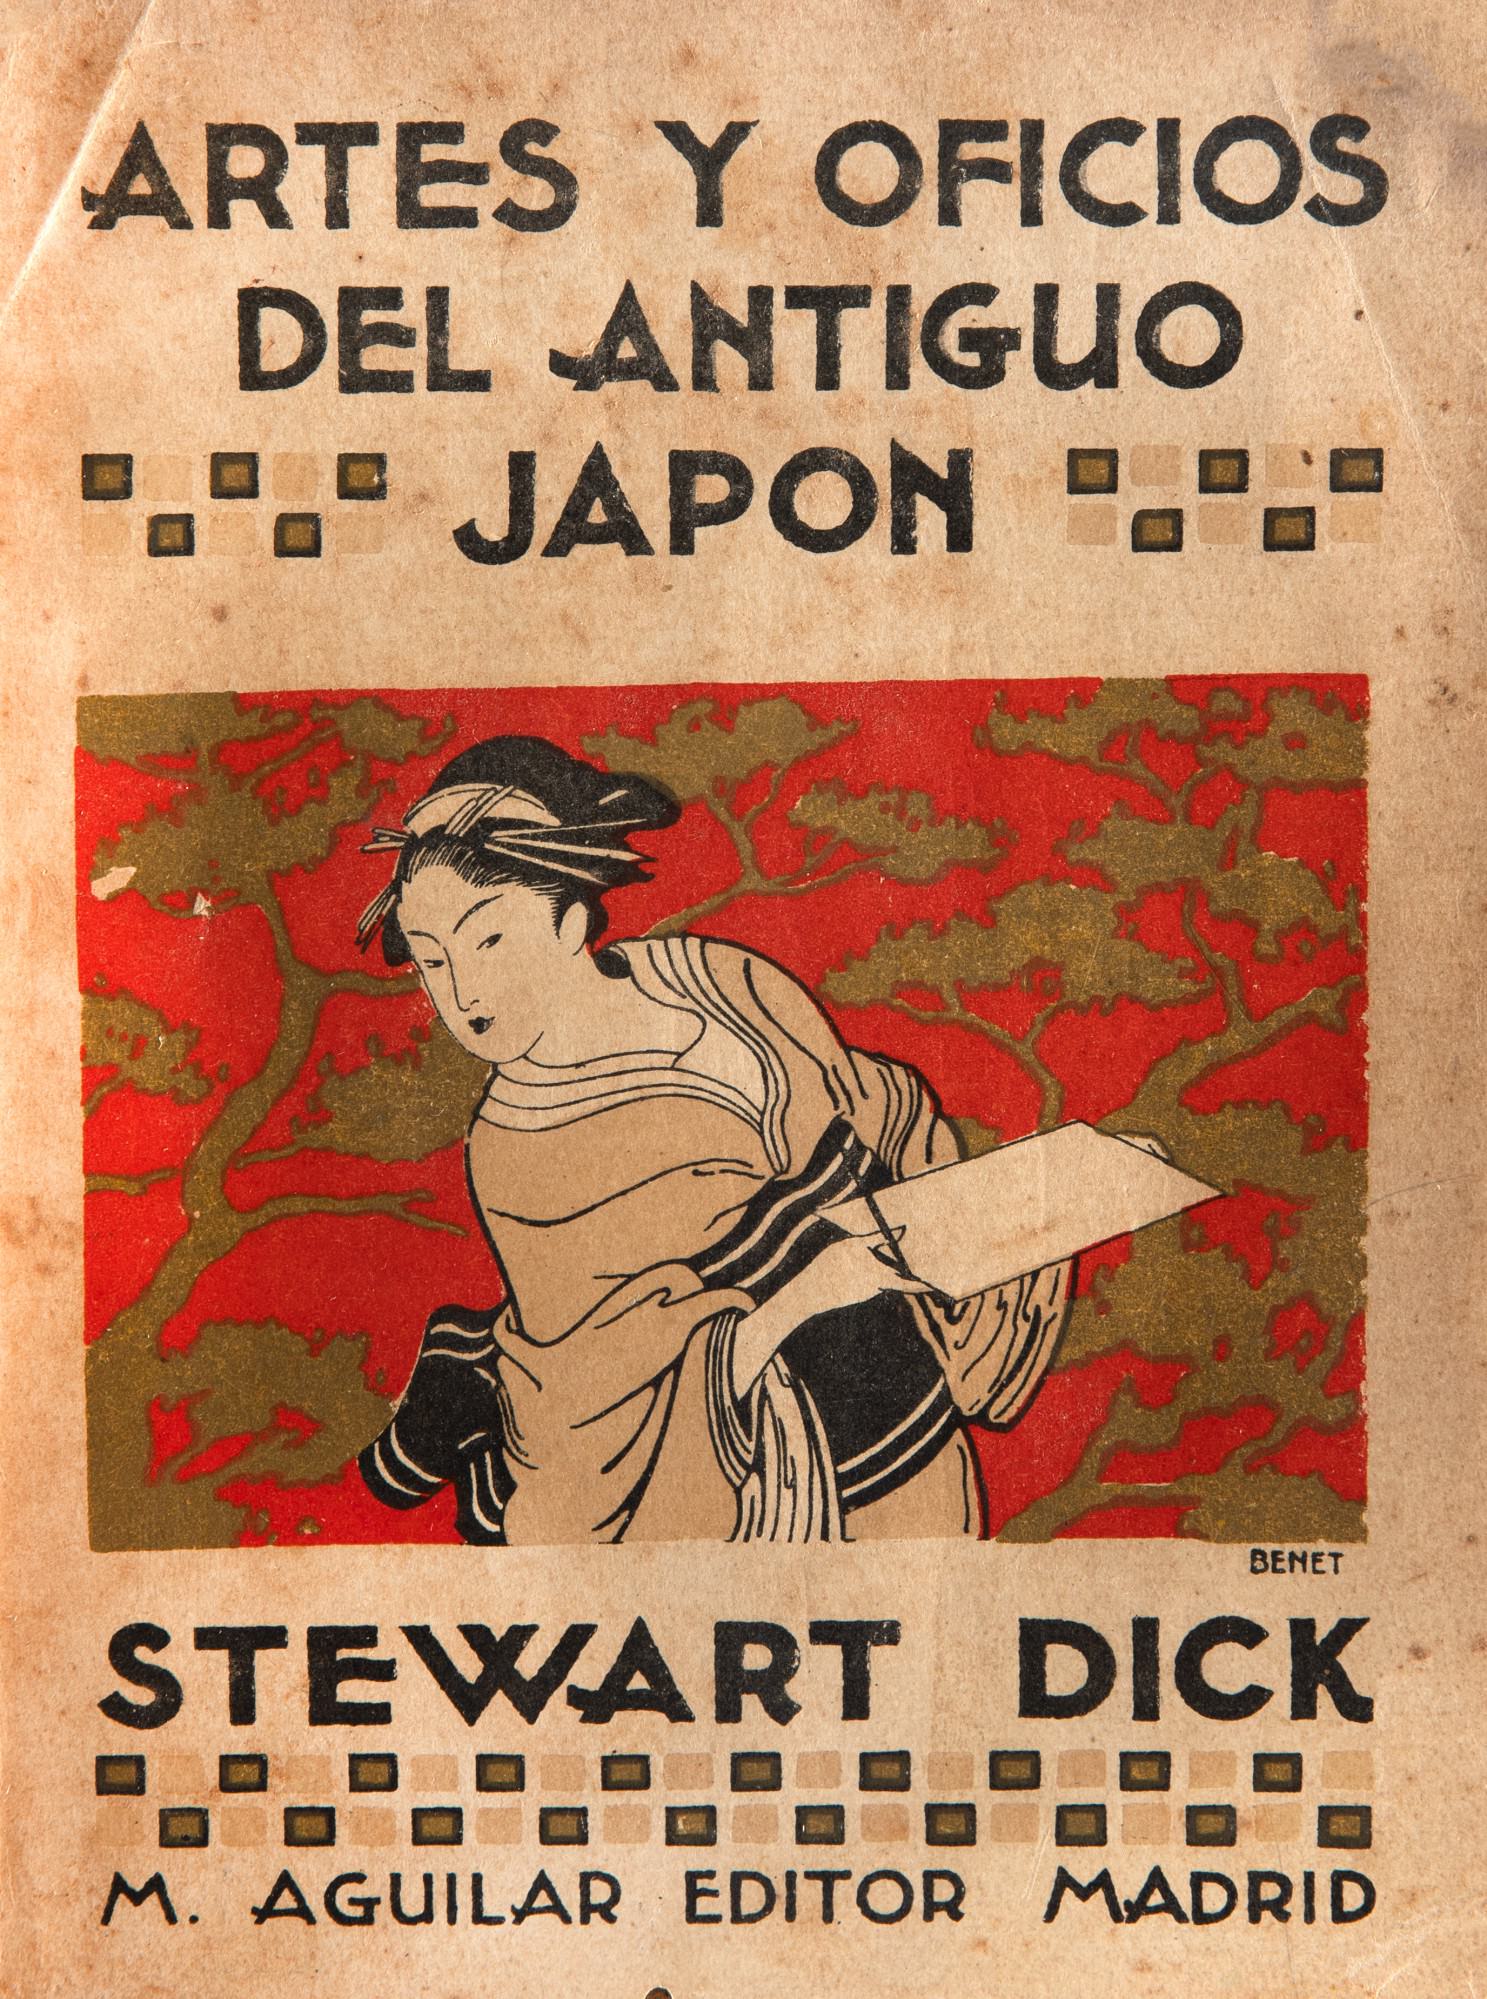 ARTES Y OFICIOS
DEL ANTIGUO
JAPON
BENET
STEWART DICK
M. AGUILAR EDITOR MADRID